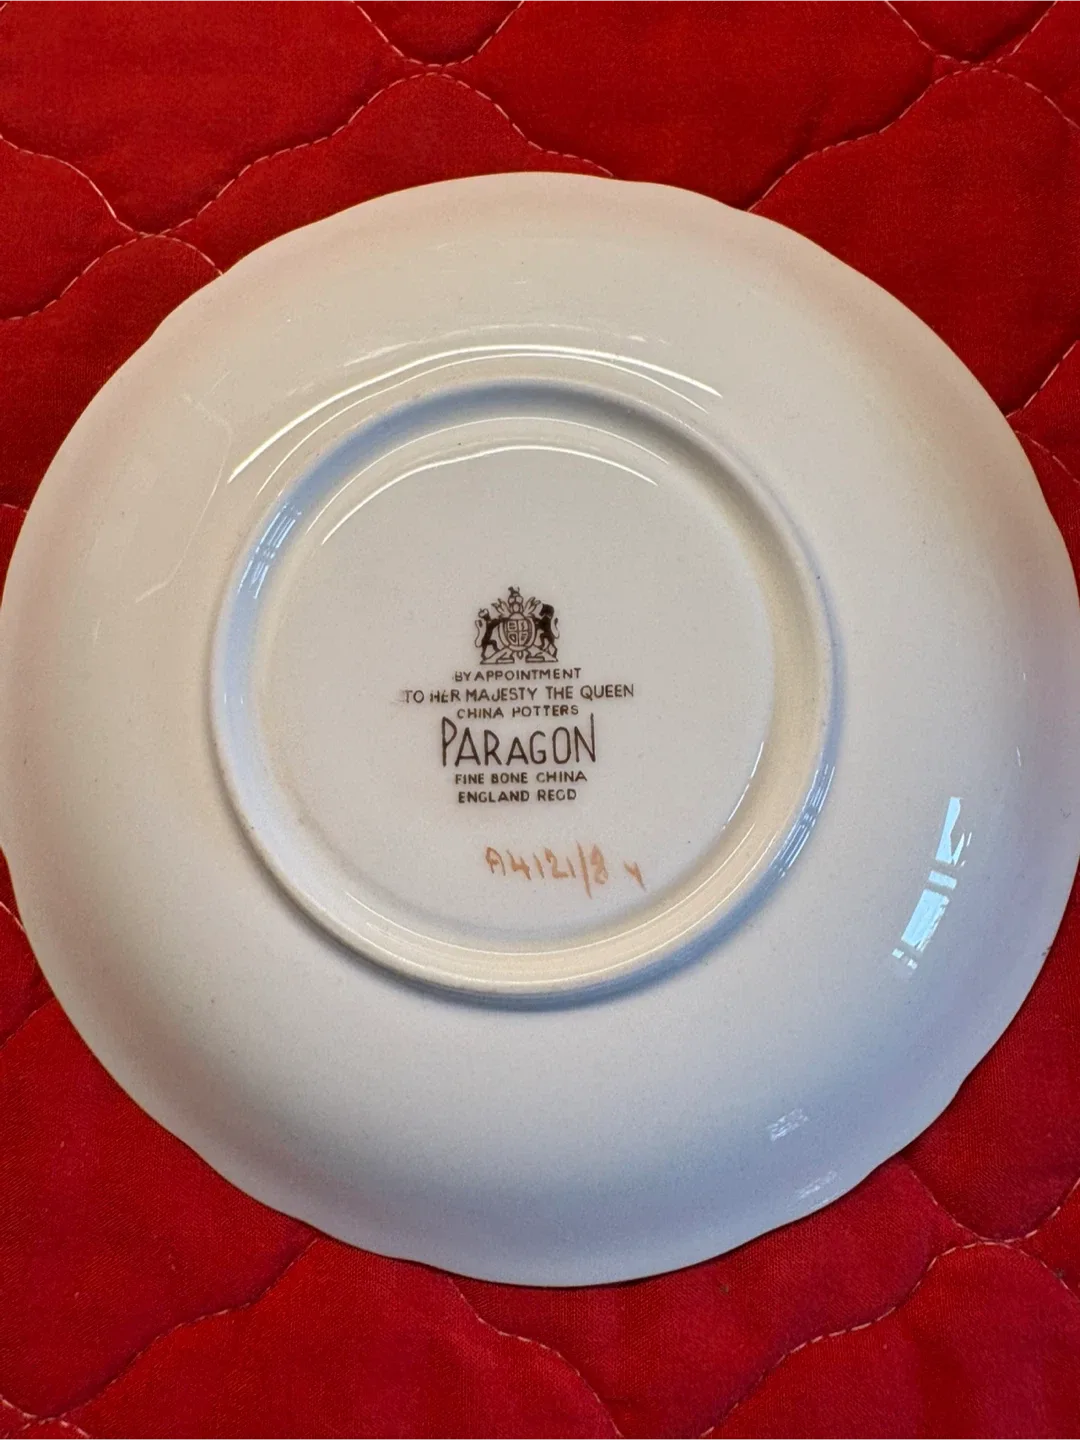 BY APPOINTMENT
TO HER MAJESTY THE QUEEN
CHINA POTTERS
PARAGON
FINE BONE CHINA
ENGLAND REGD
A4121/8 Y